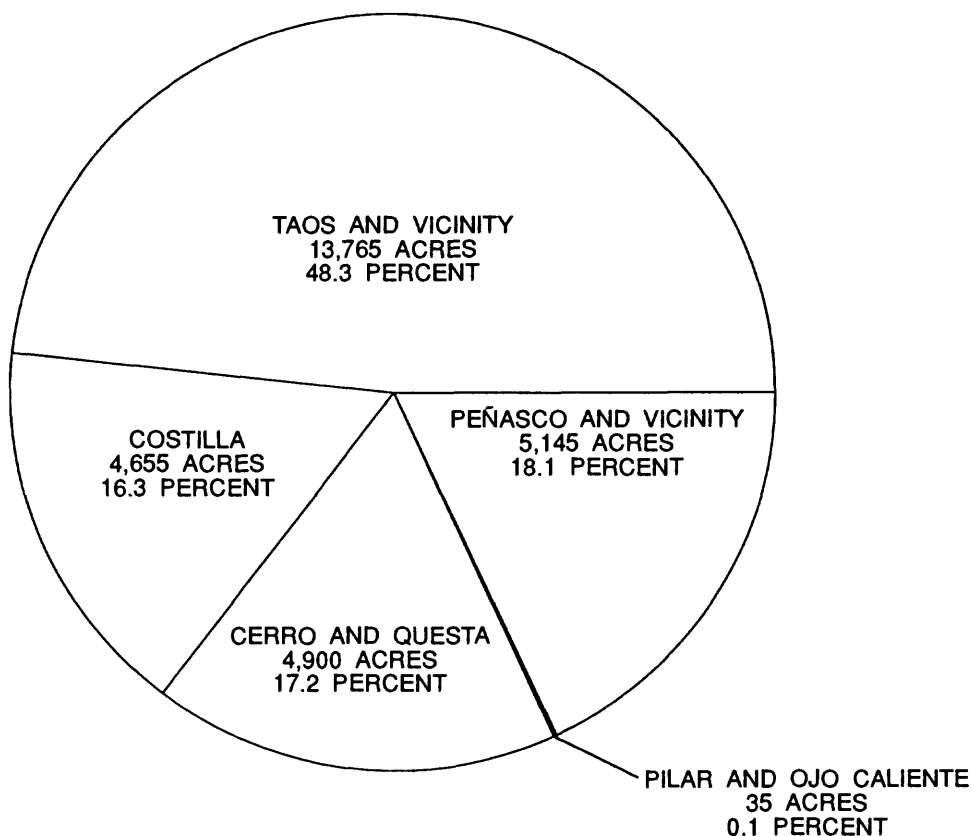 TAOS AND VICINITY
13,765 ACRES
48.3 PERCENT
PEÑASCO AND VICINITY
5,145 ACRES
18.1 PERCENT
COSTILLA
4,655 ACRES
16.3 PERCENT
CERRO AND QUESTA
4,900 ACRES
17.2 PERCENT
PILAR AND OJO CALIENTE
35 ACRES
0.1 PERCENT